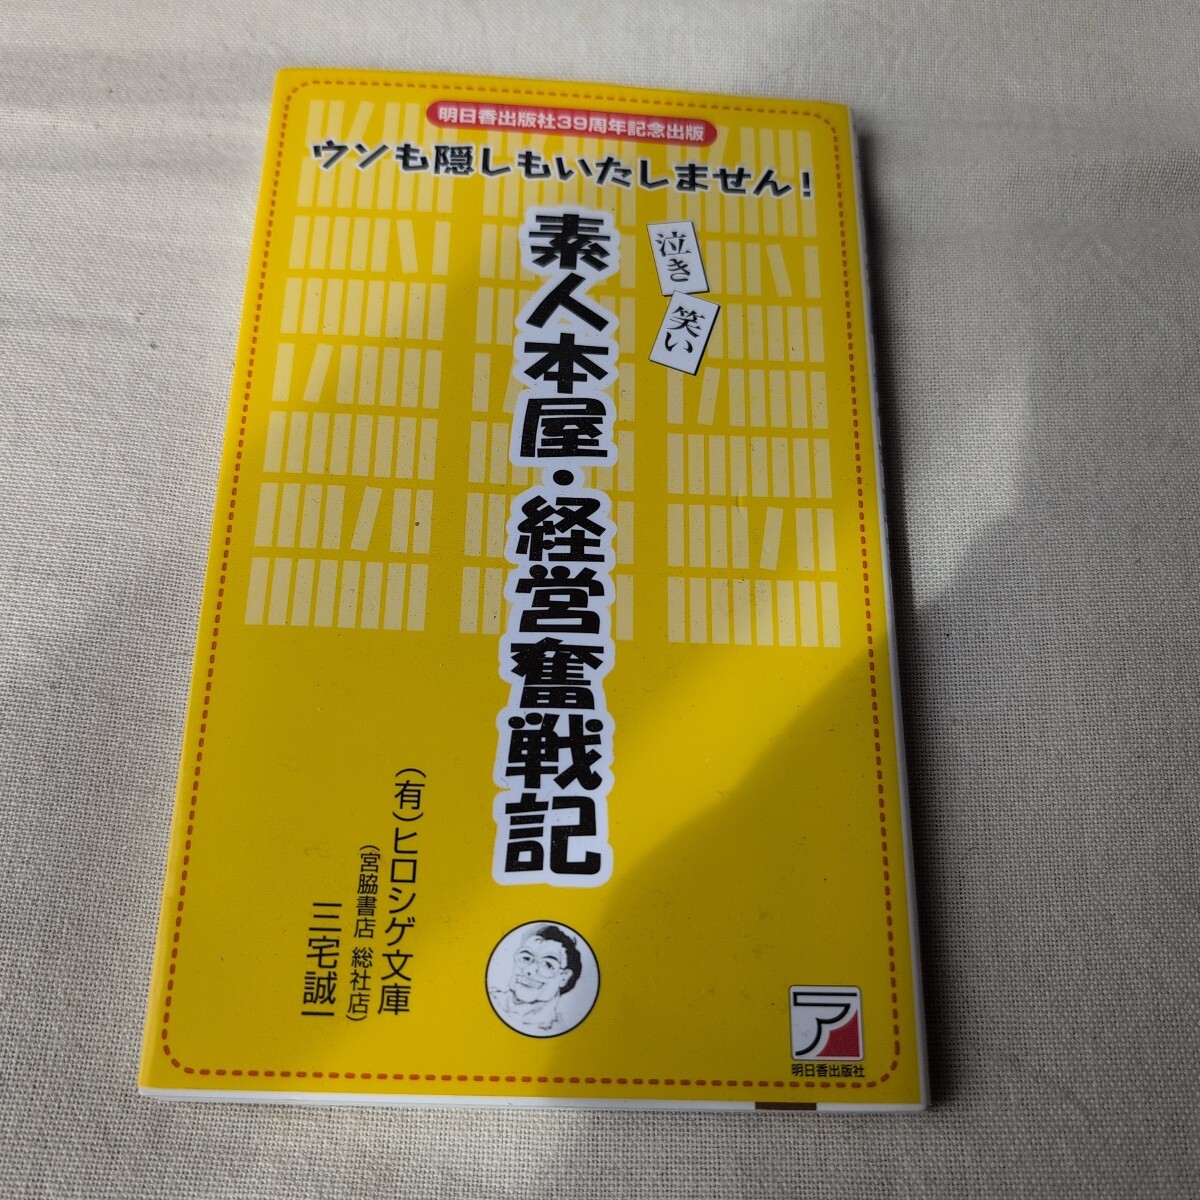 明日香出版社39周年記念出版
ウソも隠しもいたしません!
泣き
笑い
素人本屋・経営奮戦記
(有)ヒロシゲ文庫
(宮脇書店 総社店)
三宅誠一
ア
明日香出版社